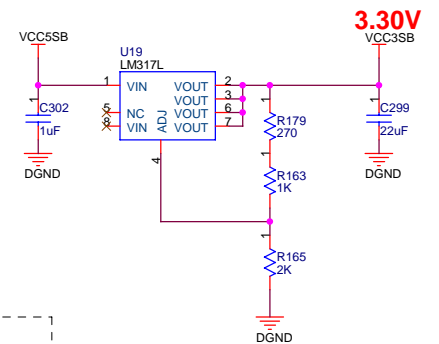 3.30V
VCC5SB
VCC3SB
U19
LM317L
1
VIN
VOUT
2
VOUT
3
5
NC
VOUT
6
8
VIN
ADJ
VOUT
7
4
1
C302
1uF
DGND
1
R179
270
1
R163
1K
1
R165
2K
DGND
1
C299
22uF
DGND